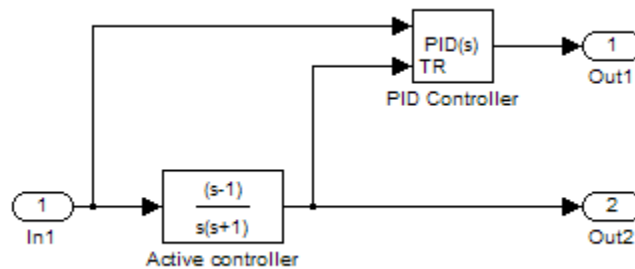 PID(s)
TR
PID Controller
1
Out1
1
In1
(s-1)
s(s+1)
Active controller
2
Out2